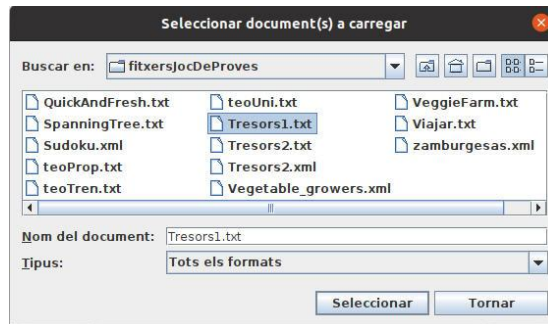 Seleccionar document(s) a carregar
Buscar en: fitxersJocDeProves
QuickAndFresh.txt teoUni.txt VeggieFarm.txt
SpanningTree.txt Tresors1.txt Viajar.txt
Sudoku.xml Tresors2.txt zamburgesas.xml
teoProp.txt Tresors2.xml
teoTren.txt Vegetable_growers.xml
Nom del document: Tresors1.txt
Tipus: Tots els formats
Seleccionar Tornar